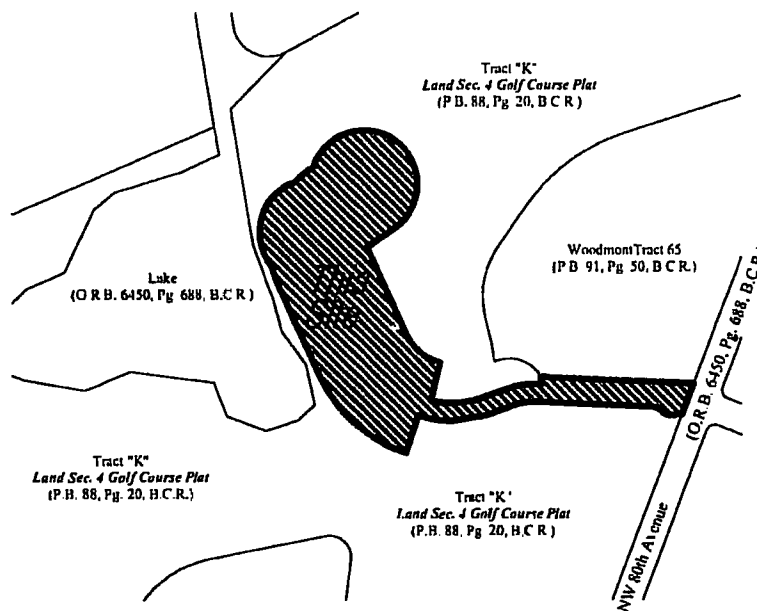 Tract "K"
Land Sec. 4 Golf Course Plat
(P.B. 88, Pg. 20, B.C.R.)
Woodmont Tract 65
(P.B. 91, Pg. 50, B.C.R.)
Lake
(O.R.B. 6450, Pg. 688, B.C.R.)
(O.R.B. 6450, Pg. 688, B.C.R.)
NW 80th Avenue
Tract "K"
Land Sec. 4 Golf Course Plat
(P.B. 88, Pg. 20, B.C.R.)
Tract "K"
Land Sec. 4 Golf Course Plat
(P.B. 88, Pg. 20, B.C.R.)